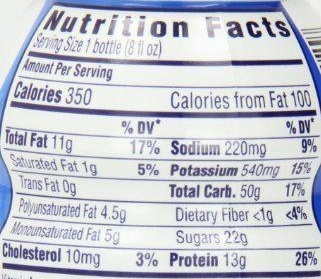 Nutrition Facts
Serving Size 1 bottle (8 fl oz)
Amount Per Serving
Calories 350 Calories from Fat 100
% DV* % DV*
Total Fat 11g 17% Sodium 220mg 9%
Saturated Fat 1g 5% Potassium 540mg 15%
Trans Fat 0g Total Carb. 50g 17%
Polyunsaturated Fat 4.5g Dietary Fiber <1g <4%
Monounsaturated Fat 5g Sugars 22g
Cholesterol 10mg 3% Protein 13g 26%